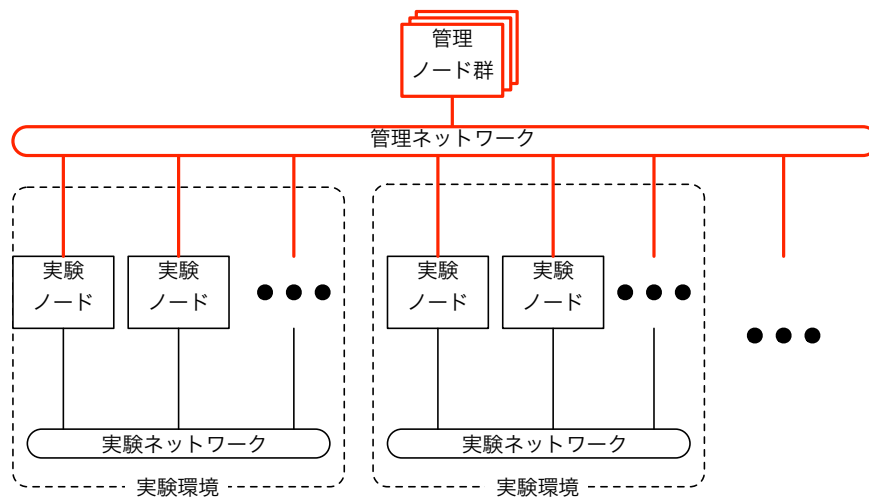 管理
ノード群
管理ネットワーク
実験
ノード
実験
ノード
実験
ノード
実験
ノード
実験ネットワーク
実験ネットワーク
実験環境
実験環境